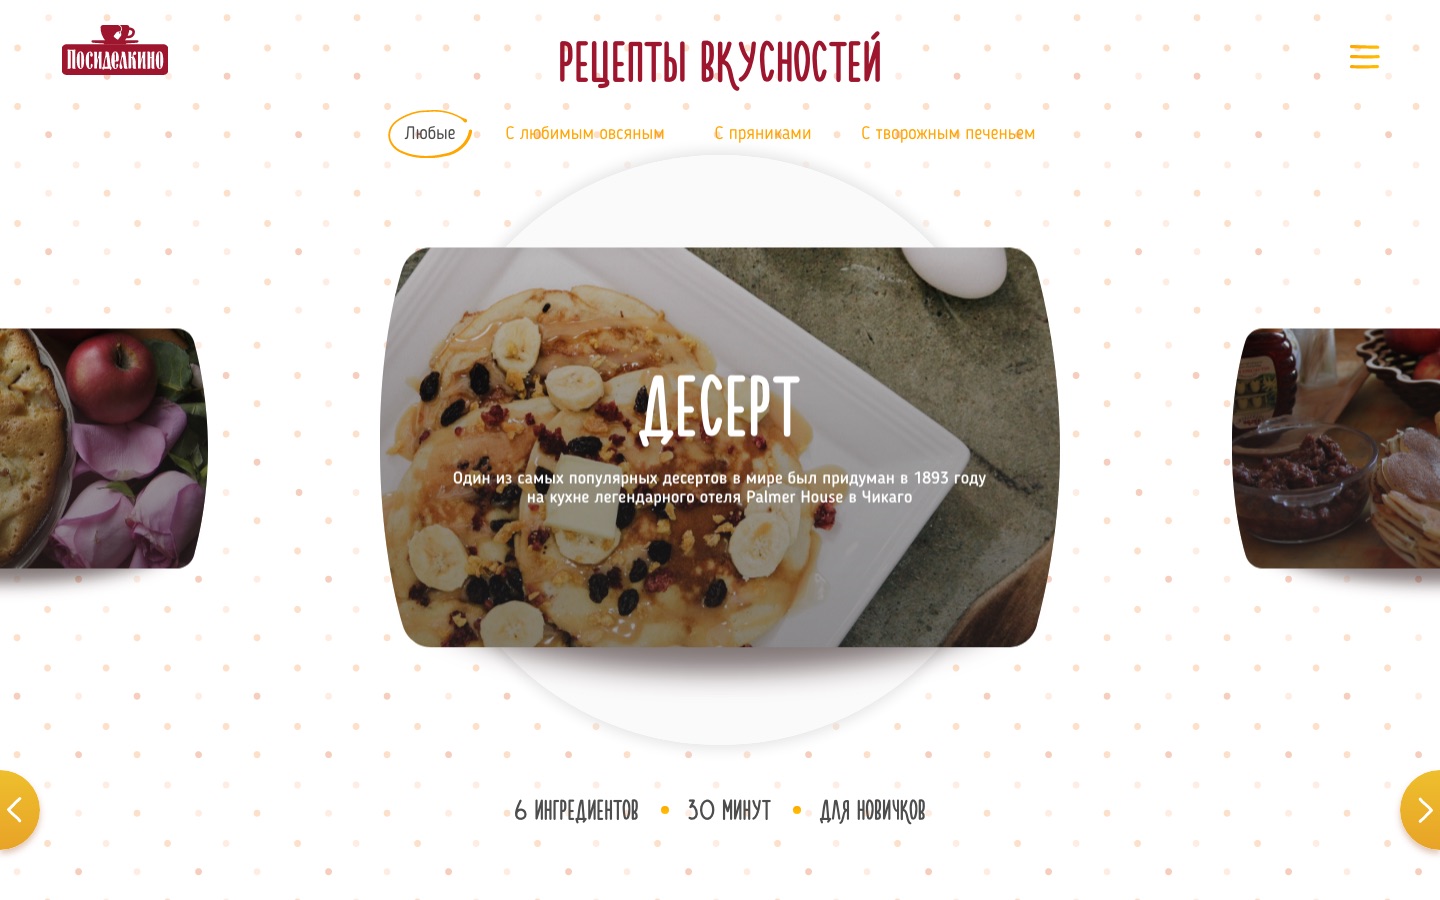 Посиделкино
РЕЦЕПТЫ ВКУСНОСТЕЙ
Любые
С любимым овсяным
С пряниками
С творожным печеньем
ДЕСЕРТ
Один из самых популярных десертов в мире был придуман в 1893 году
на кухне легендарного отеля Palmer House в Чикаго
6 ИНГРЕДИЕНТОВ
30 МИНУТ
ДЛЯ НОВИЧКОВ